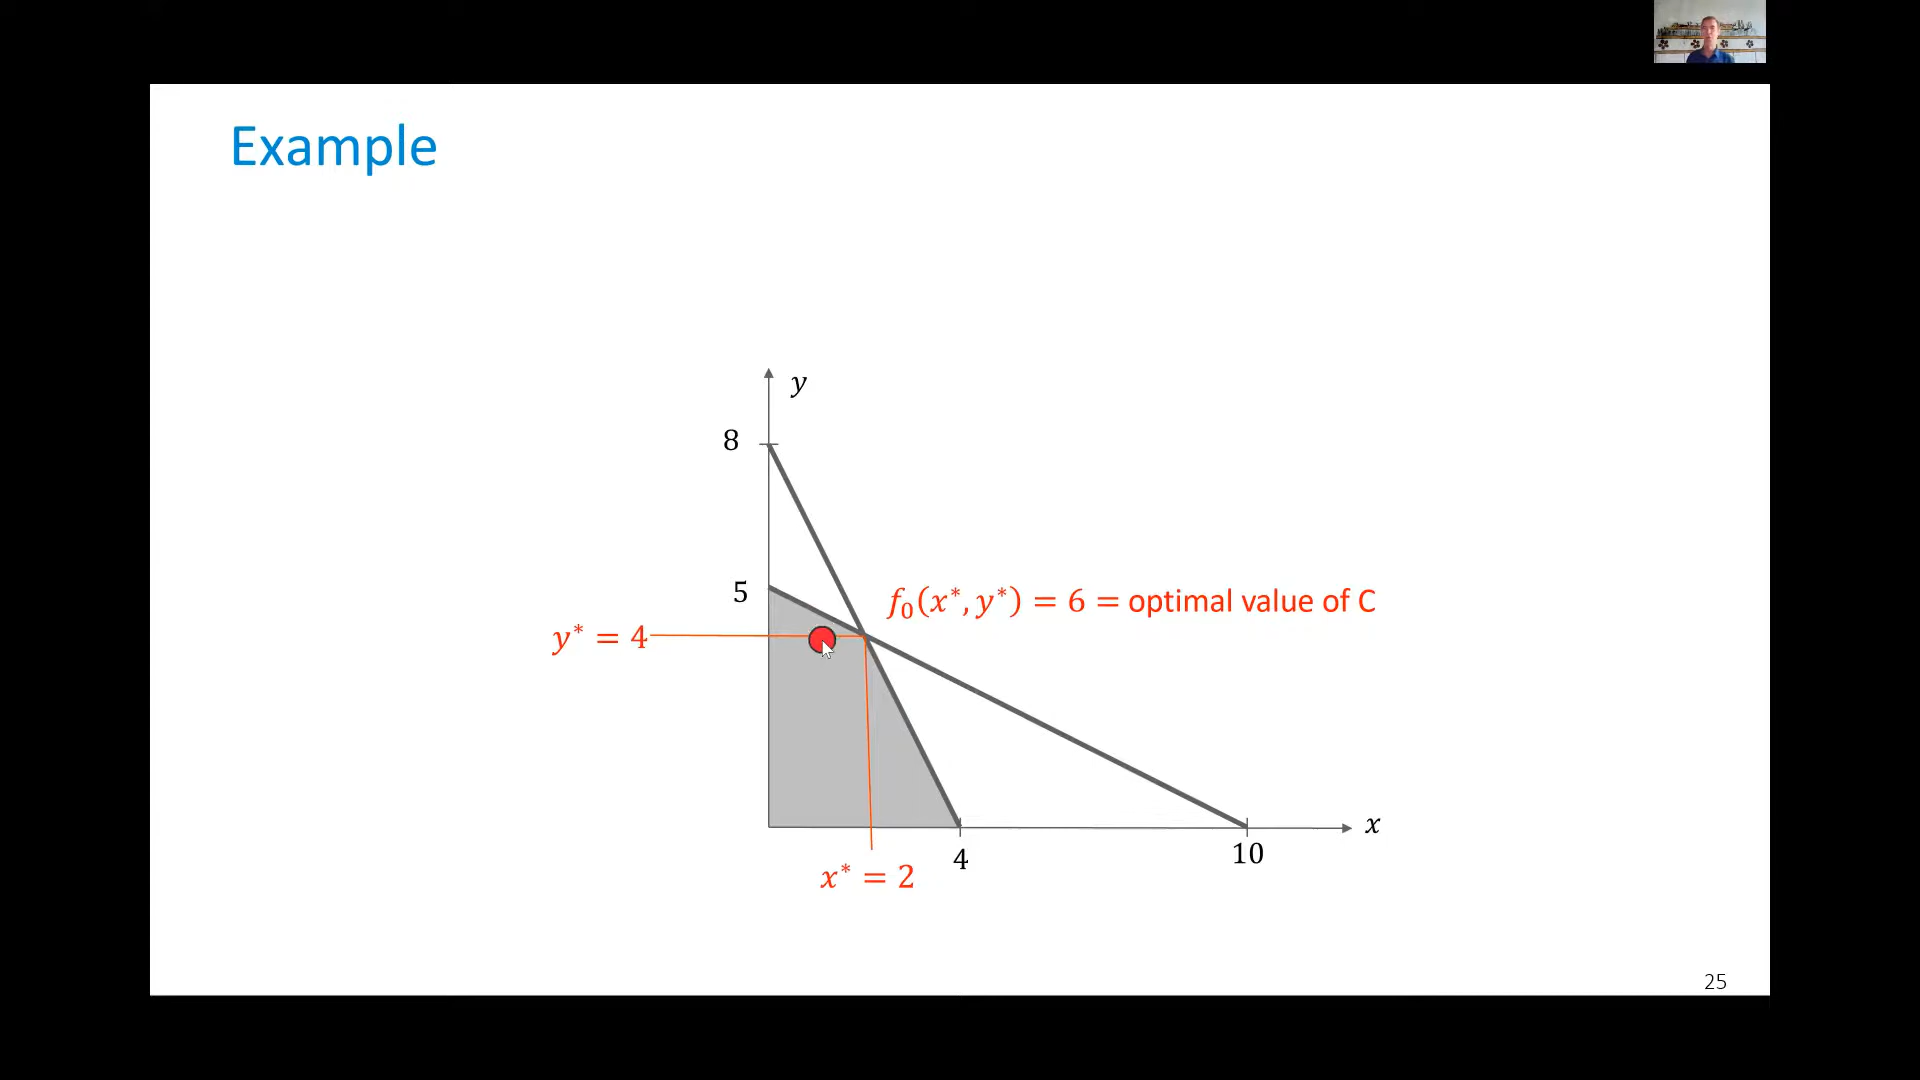 Example
y
8
5
f₀(x*, y*) = 6 = optimal value of C
y* = 4
x
4
10
x* = 2
25